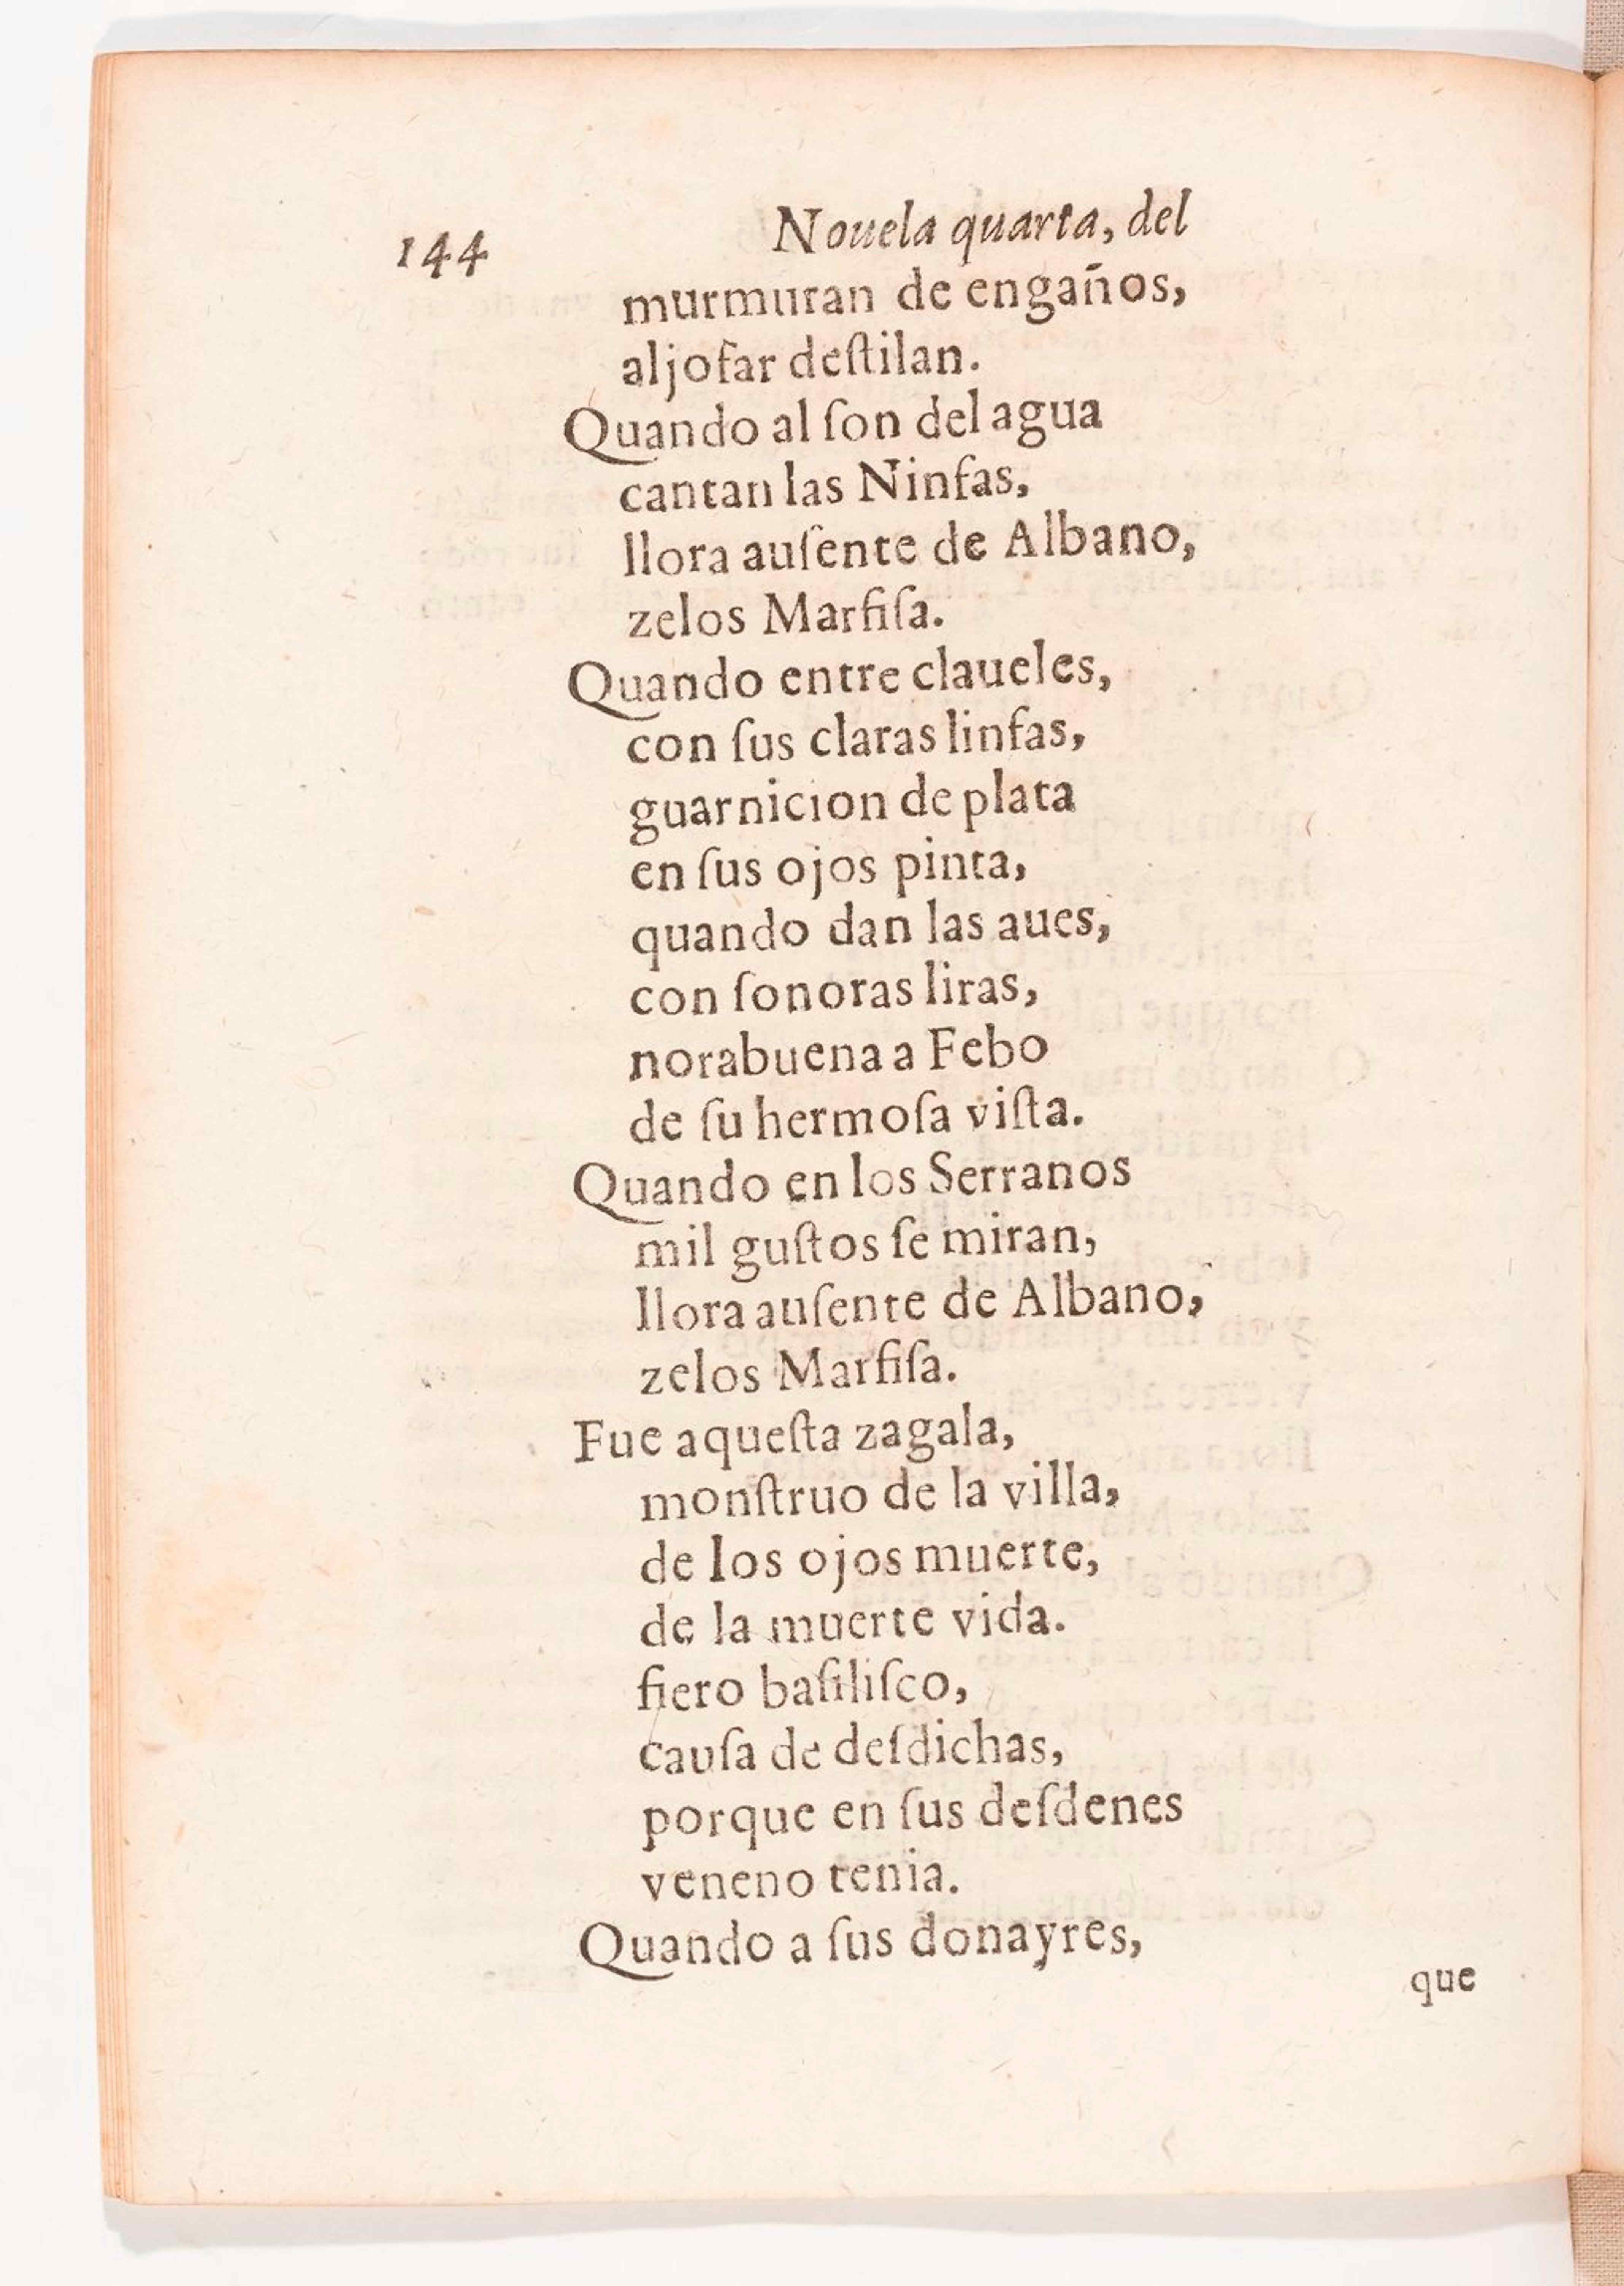 144
Nouela quarta, del
murmuran de engaños,
aljofar deſtilan.
Quando al ſon del agua
cantan las Ninfas,
llora auſente de Albano,
zelos Marfiſa.
Quando entre claueles,
con ſus claras linfas,
guarnicion de plata
en ſus ojos pinta,
quando dan las aues,
con ſonoras liras,
norabuena a Febo
de ſu hermoſa viſta.
Quando en los Serranos
mil guſtos ſe miran,
llora auſente de Albano,
zelos Marfiſa.
Fue aqueſta zagala,
monſtruo de la villa,
de los ojos muerte,
de la muerte vida.
fiero baſiliſco,
cauſa de deſdichas,
porque en ſus deſdenes
veneno tenia.
Quando a ſus donayres,
que